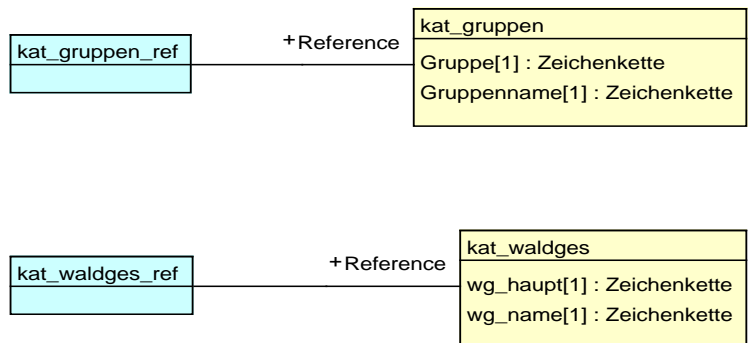 kat_gruppen_ref
+Reference
kat_gruppen
Gruppe[1] : Zeichenkette
Gruppenname[1] : Zeichenkette
kat_waldges_ref
+Reference
kat_waldges
wg_haupt[1] : Zeichenkette
wg_name[1] : Zeichenkette